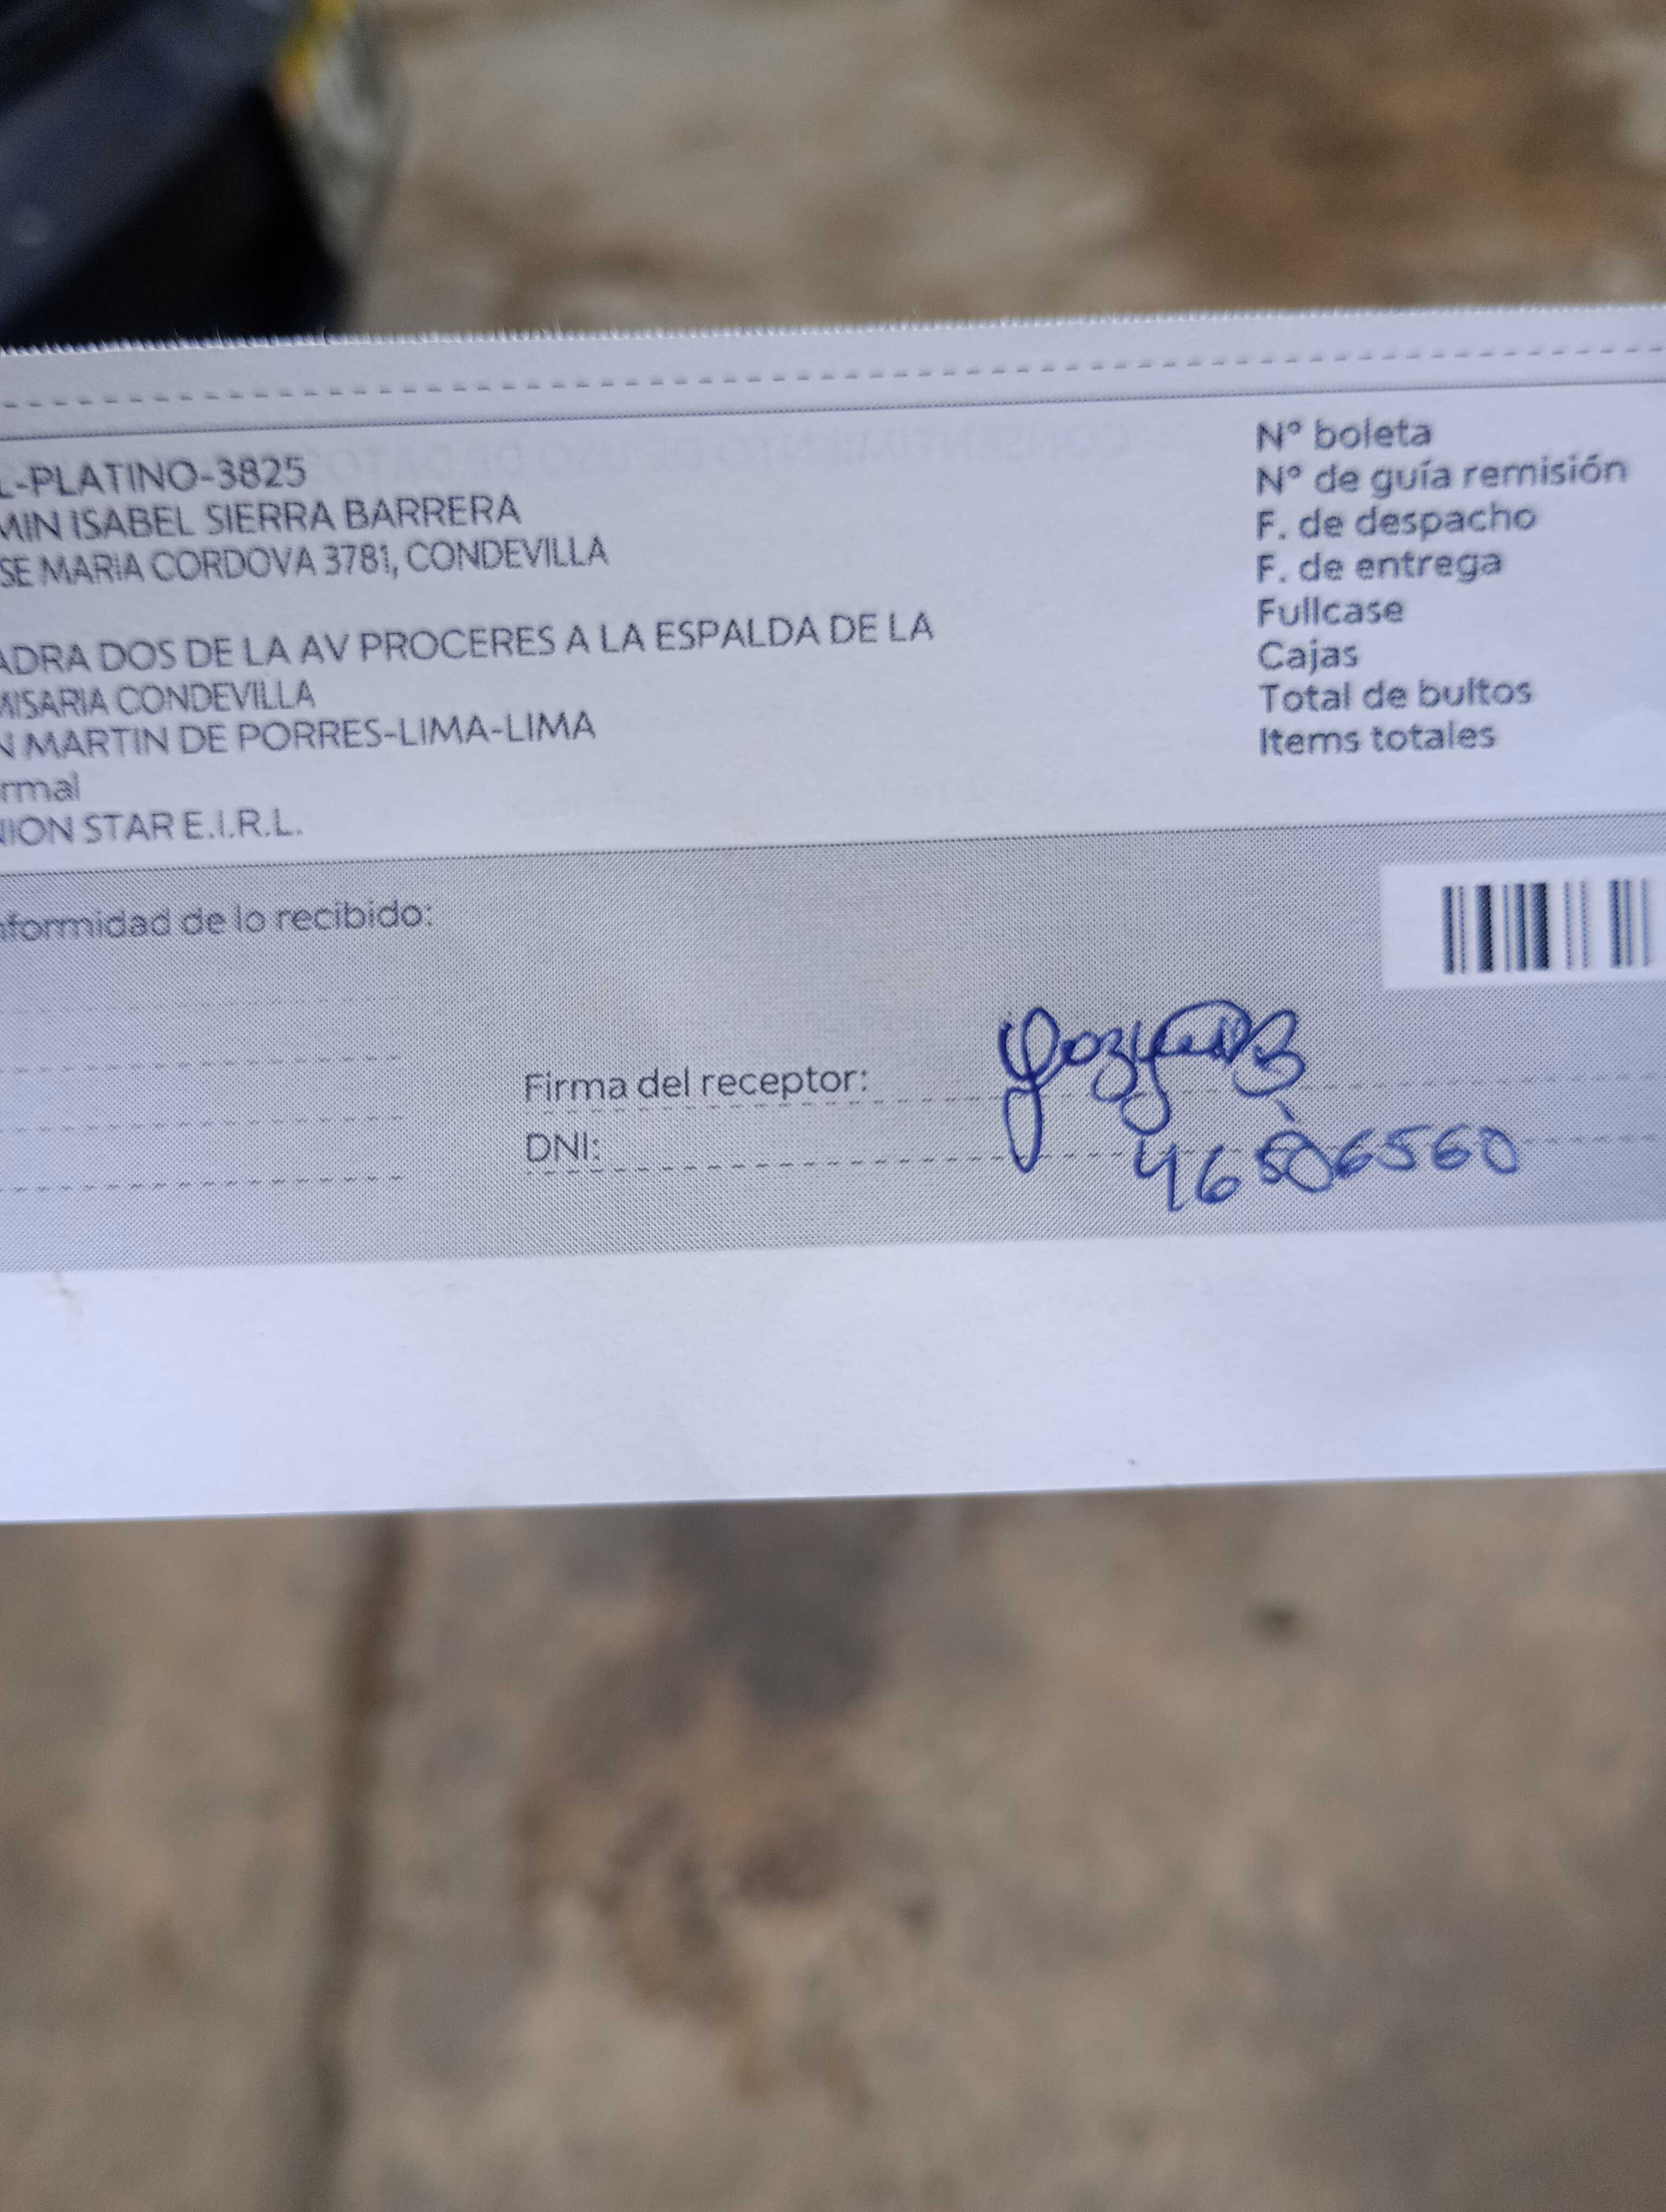 L-PLATINO-3825
MIN ISABEL SIERRA BARRERA
SE MARIA CORDOVA 3781, CONDEVILLA
ADRA DOS DE LA AV PROCERES A LA ESPALDA DE LA
MISARIA CONDEVILLA
N MARTIN DE PORRES-LIMA-LIMA
rmal
NION STAR E.I.R.L.
N° boleta
N° de guía remisión
F. de despacho
F. de entrega
Fullcase
Cajas
Total de bultos
Items totales
nformidad de lo recibido:
Firma del receptor:
DNI: